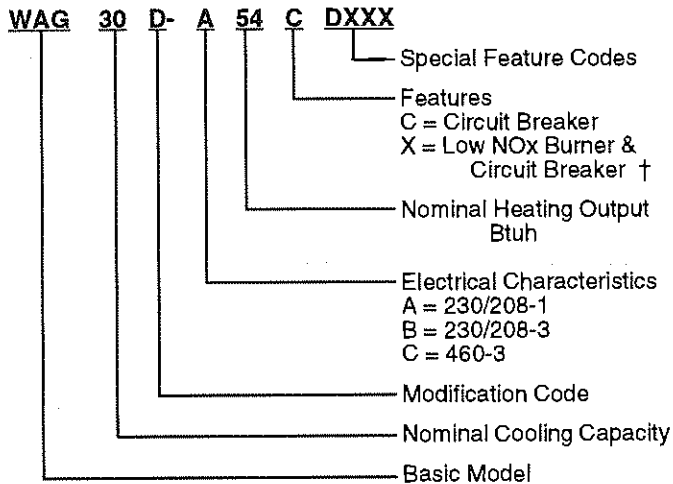 WAG 30 D- A 54 C DXXX
Special Feature Codes
Features
C = Circuit Breaker
X = Low NOx Burner &
Circuit Breaker †
Nominal Heating Output
Btuh
Electrical Characteristics
A = 230/208-1
B = 230/208-3
C = 460-3
Modification Code
Nominal Cooling Capacity
Basic Model